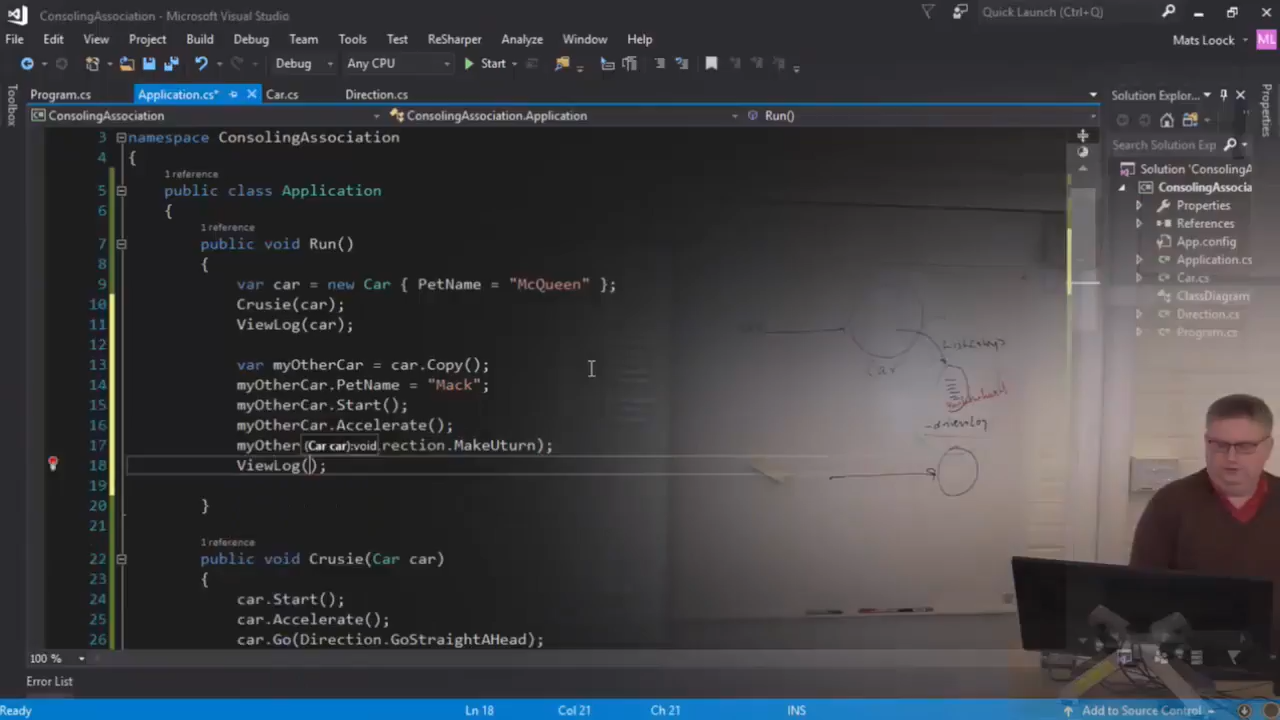 ConsolingAssociation - Microsoft Visual Studio
Quick Launch (Ctrl+Q)
File Edit View Project Build Debug Team Tools Test ReSharper Analyze Window Help
Mats Loock ML
Debug Any CPU Start
Toolbox
Program.cs Application.cs* Car.cs Direction.cs
ConsolingAssociation ConsolingAssociation.Application Run()
3 namespace ConsolingAssociation
4 {
1 reference
5 public class Application
6 {
1 reference
7 public void Run()
8 {
9 var car = new Car { PetName = "McQueen" };
10 Crusie(car);
11 ViewLog(car);
12
13 var myOtherCar = car.Copy();
14 myOtherCar.PetName = "Mack";
15 myOtherCar.Start();
16 myOtherCar.Accelerate();
17 myOther (Car car):void rection.MakeUturn);
18 ViewLog();
19
20 }
21
1 reference
22 public void Crusie(Car car)
23 {
24 car.Start();
25 car.Accelerate();
26 car.Go(Direction.GoStraightAHead);
100 %
Error List
Ready Ln 18 Col 21 Ch 21 INS Add to Source Control
Solution Explor...
Search Solution Exp
Solution 'ConsolingA
ConsolingAssocia
Properties
References
App.config
Application.cs
Car.cs
ClassDiagram
Direction.cs
Program.cs
Properties
Car